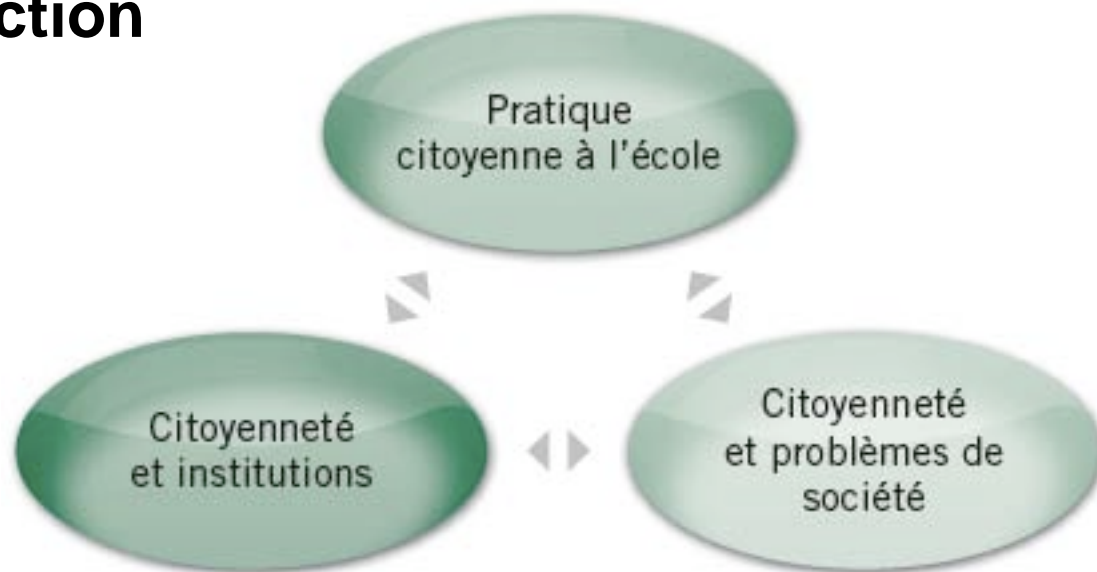 ction
Pratique
citoyenne à l'école
Citoyenneté
et institutions
Citoyenneté
et problèmes de
société